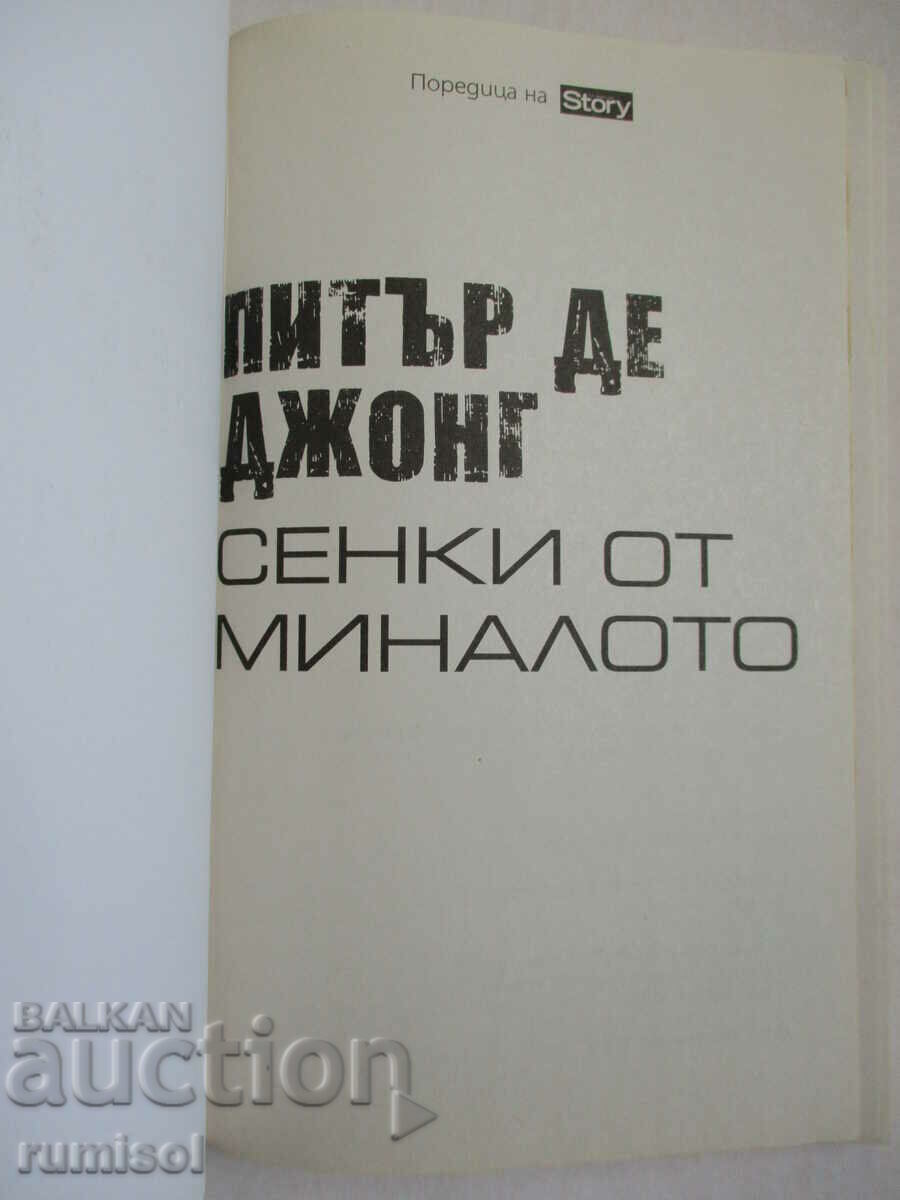 Поредица на Story
ПИТЪР ДЕ
ДЖОНГ
СЕНКИ ОТ
МИНАЛОТО
BALKAN
auction
rumisol